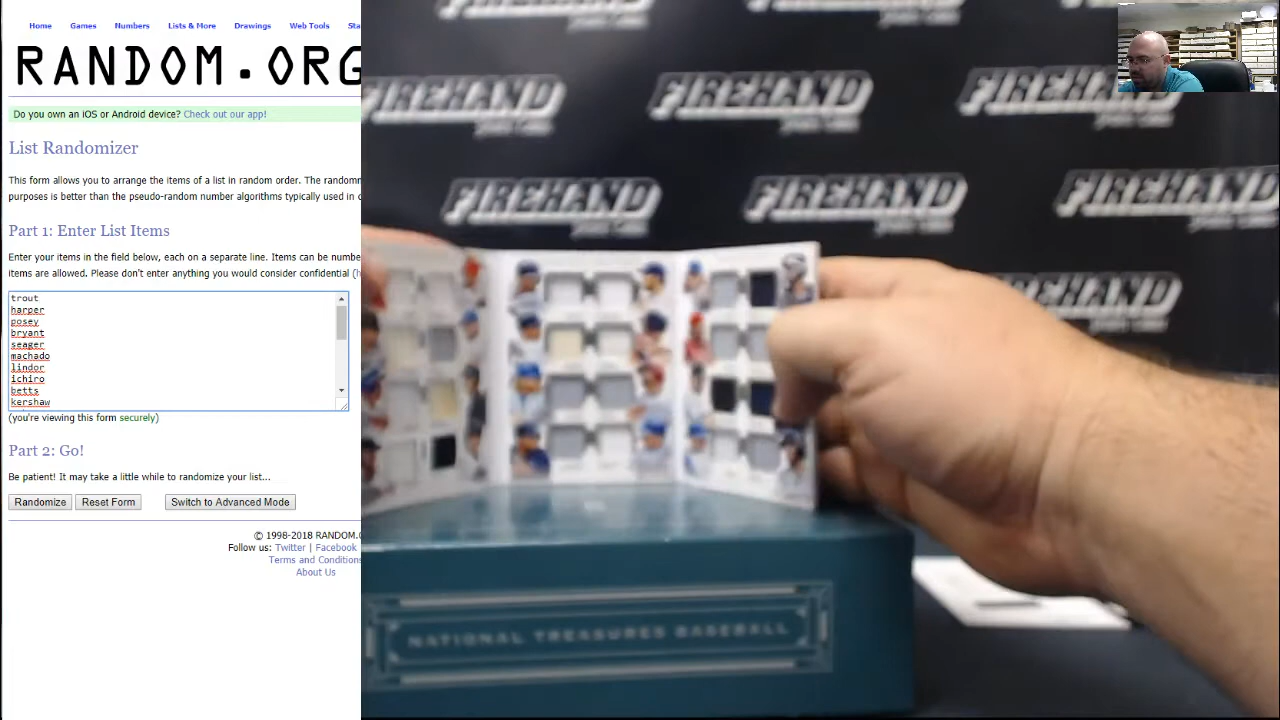 Home Games Numbers Lists & More Drawings Web Tools Sta
RANDOM.ORG
Do you own an iOS or Android device? Check out our app!
List Randomizer
This form allows you to arrange the items of a list in random order. The random
purposes is better than the pseudo-random number algorithms typically used in c
Part 1: Enter List Items
Enter your items in the field below, each on a separate line. Items can be numbe
items are allowed. Please don't enter anything you would consider confidential (h
trout
harper
posey
bryant
seager
machado
lindor
ichiro
betts
kershaw
(you're viewing this form securely)
Part 2: Go!
Be patient! It may take a little while to randomize your list...
Randomize Reset Form Switch to Advanced Mode
© 1998-2018 RANDOM.O
Follow us: Twitter | Facebook
Terms and Conditions
About Us
FIREHAND
FIREHAND
FIREHAND
FIREHAND
FIREHAND
FIREHAND
NATIONAL TREASURES BASEBALL